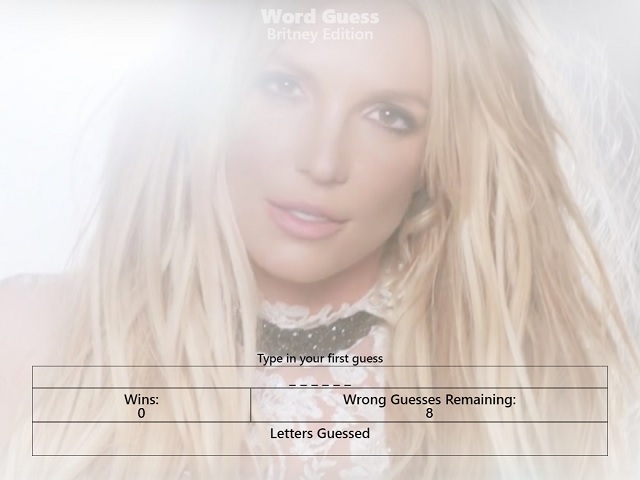 Word Guess
Britney Edition
Type in your first guess
_ _ _ _ _ _
Wins:
0
Wrong Guesses Remaining:
8
Letters Guessed